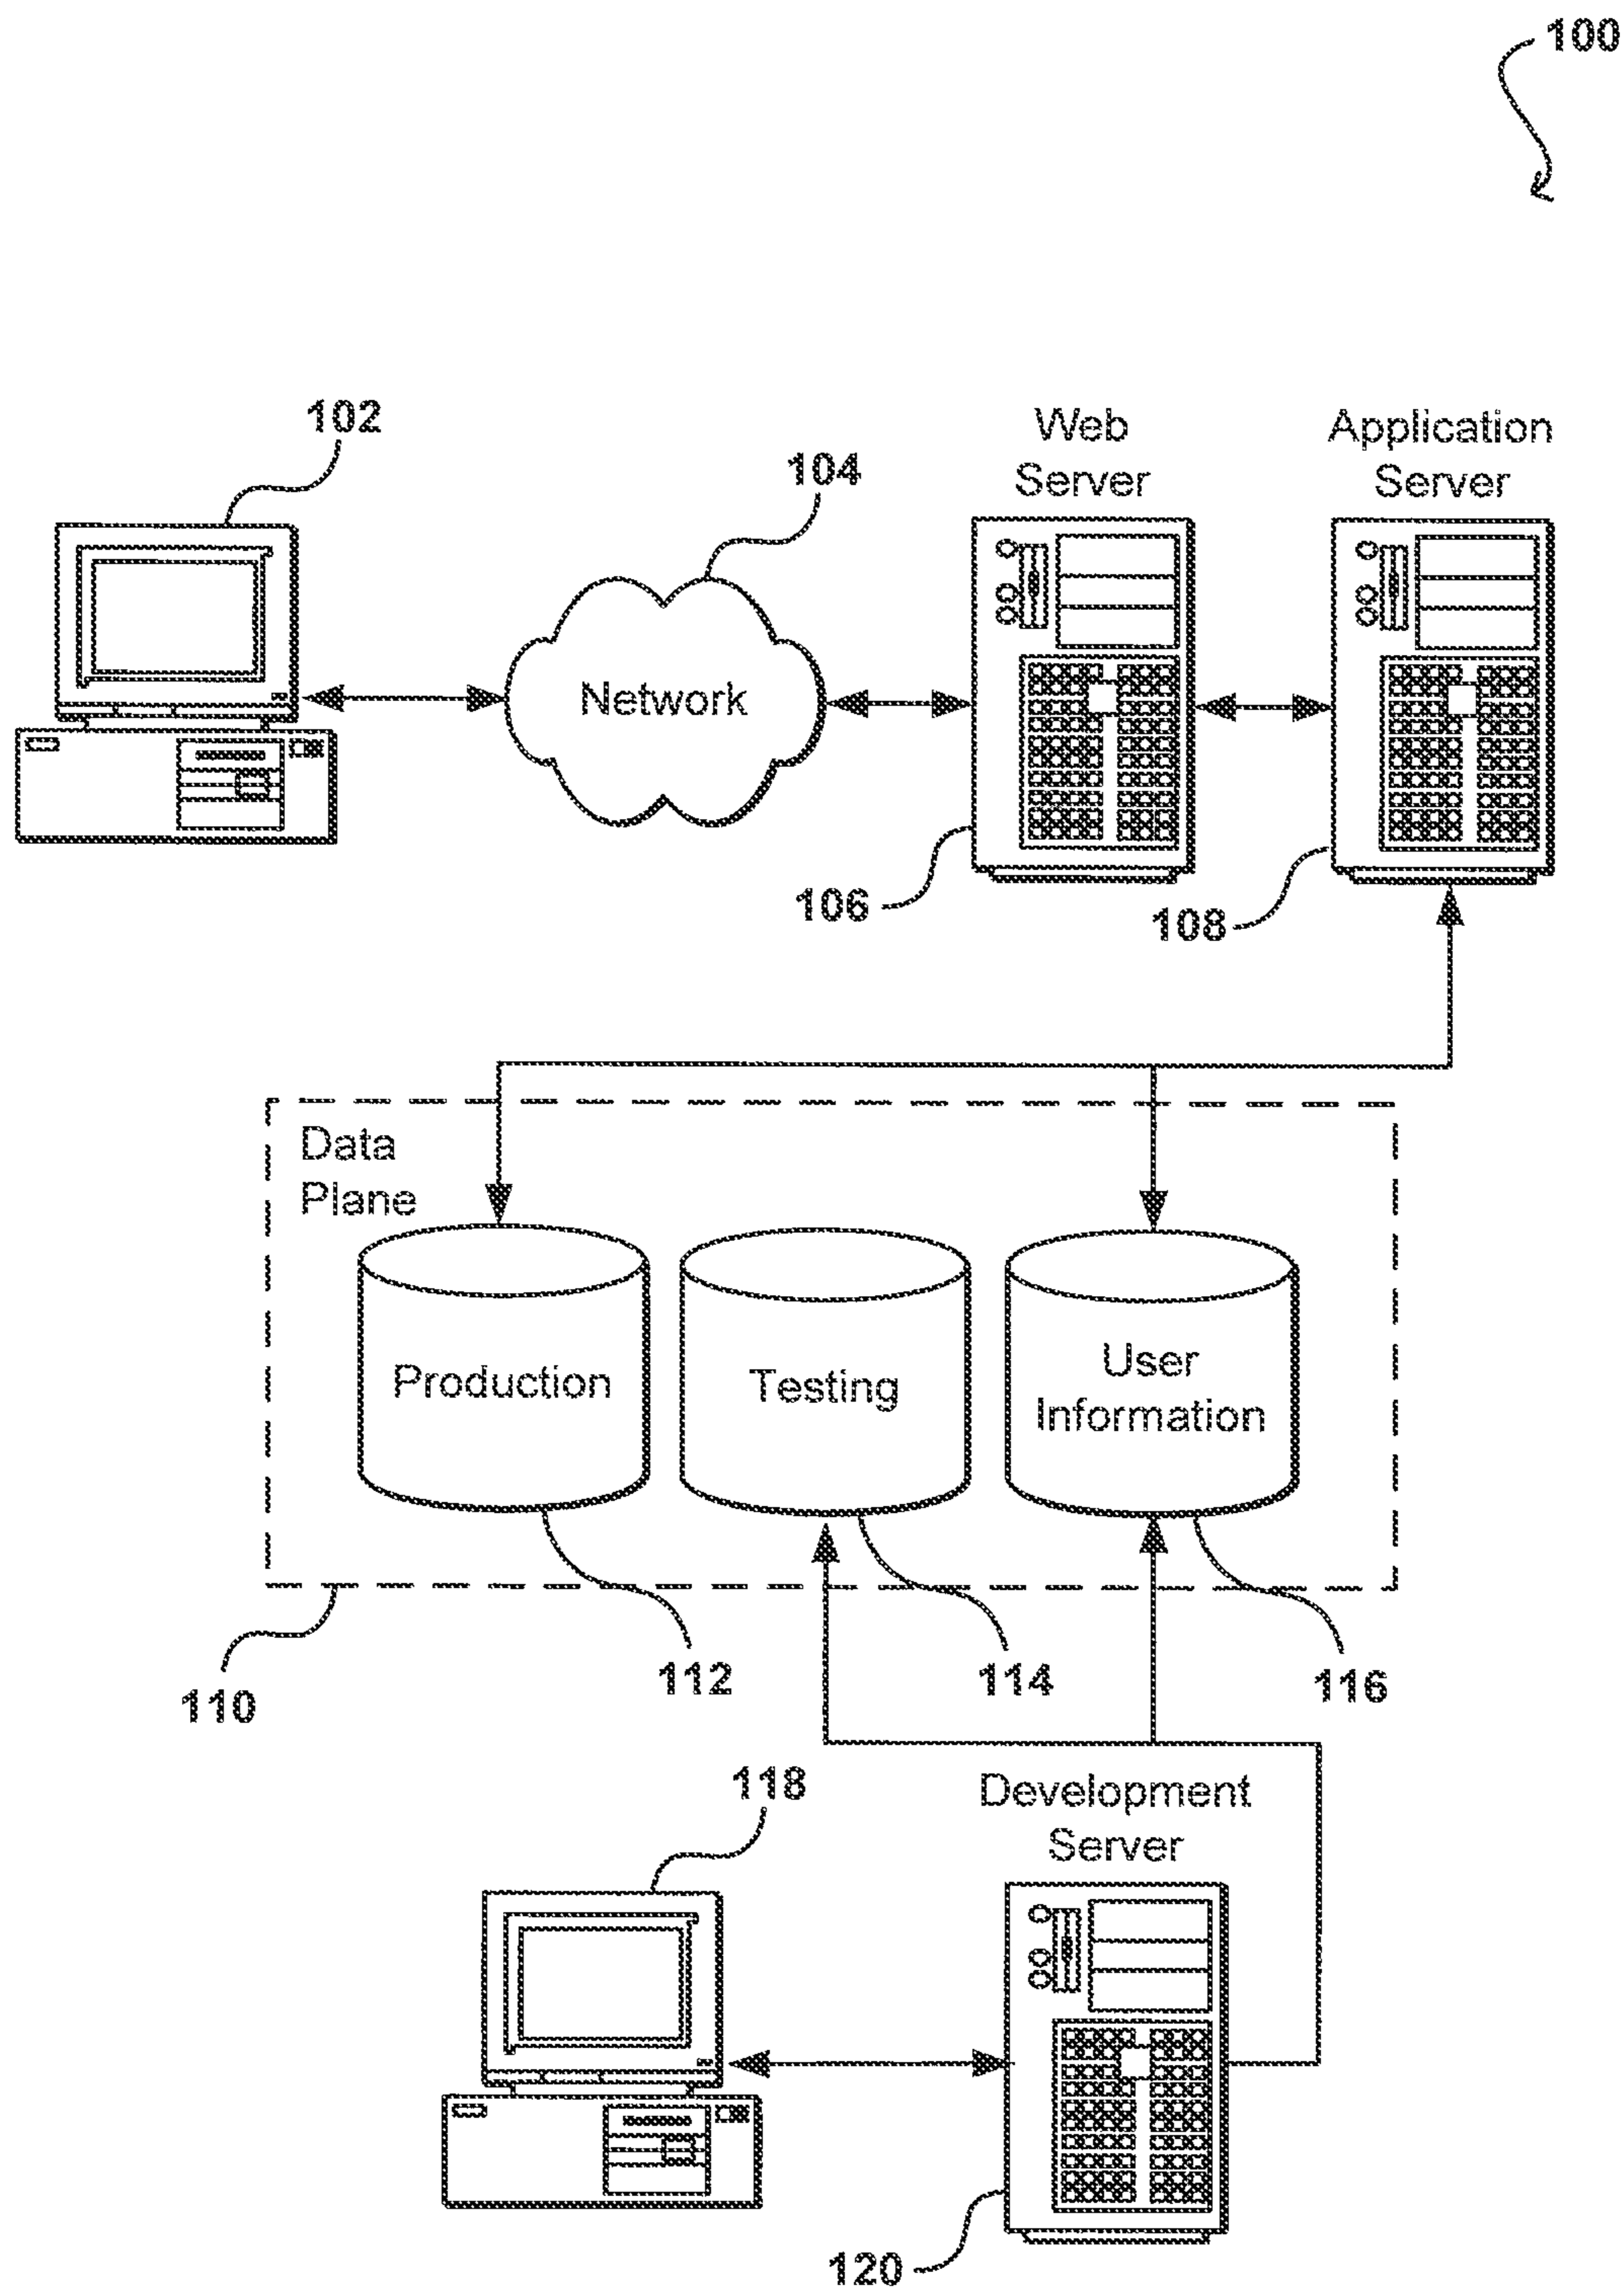 100
102
104
Web
Server
Application
Server
Network
106
108
Data
Plane
Production
Testing
User
Information
110
112
114
116
118
Development
Server
120